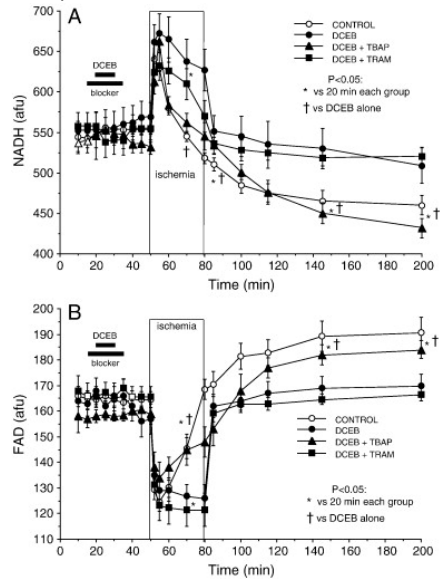 A
700
650
600
550
500
450
400
NADH (afu)
DCEB
blocker
ischemia
CONTROL
DCEB
DCEB + TBAP
DCEB + TRAM
P<0.05:
* vs 20 min each group
† vs DCEB alone
*
†
* †
* †
* †
0 20 40 60 80 100 120 140 160 180 200
Time (min)
B
200
190
180
170
160
150
140
130
120
110
FAD (afu)
DCEB
blocker
ischemia
* †
* †
* †
*
CONTROL
DCEB
DCEB + TBAP
DCEB + TRAM
P<0.05:
* vs 20 min each group
† vs DCEB alone
0 20 40 60 80 100 120 140 160 180 200
Time (min)